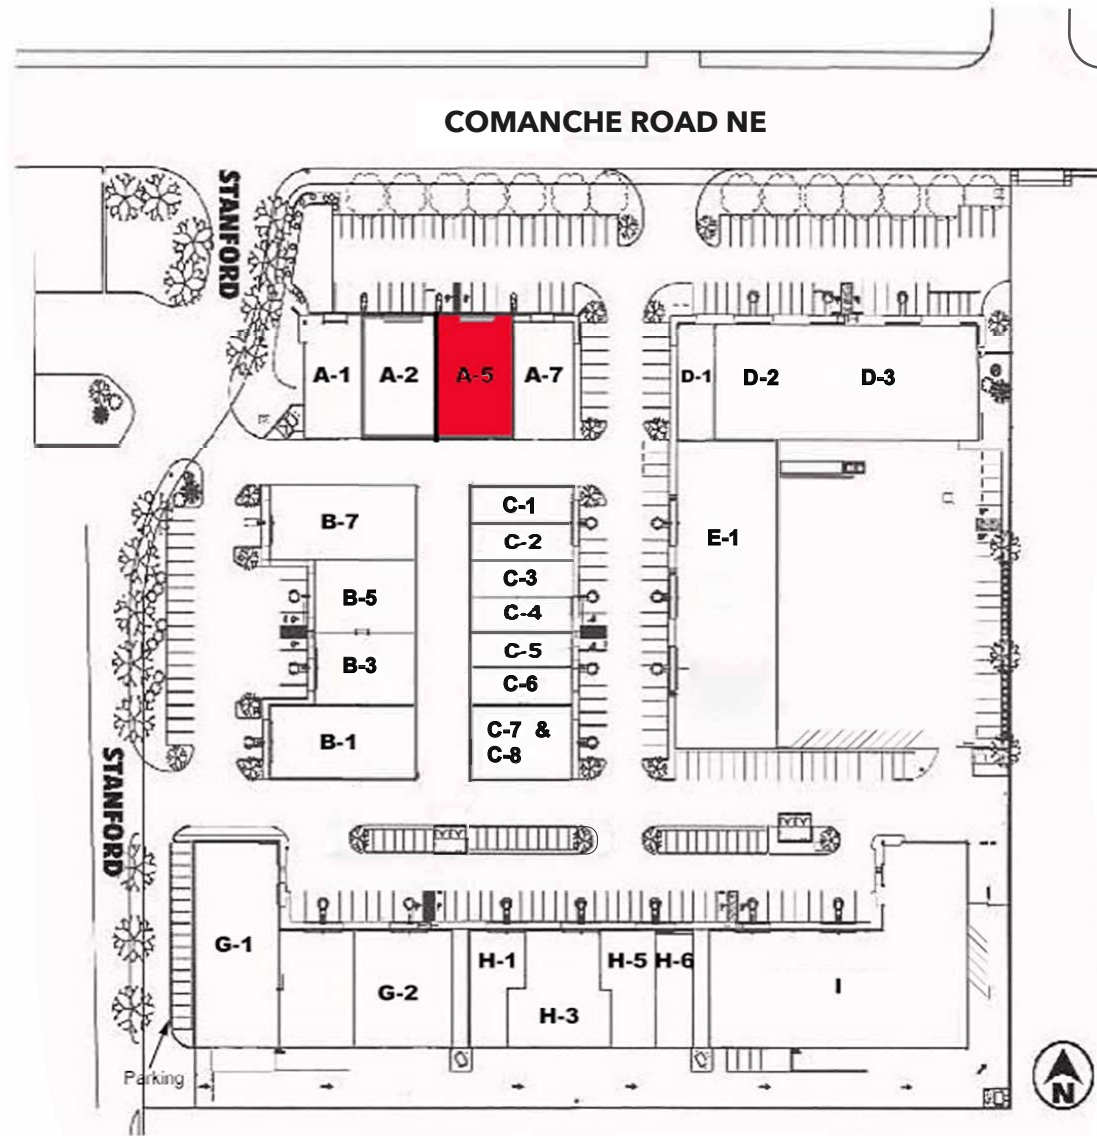 COMANCHE ROAD NE
STANFORD
A-1
A-2
A-5
A-7
D-1
D-2
D-3
B-7
C-1
C-2
C-3
C-4
C-5
C-6
C-7 &
C-8
E-1
B-5
B-3
B-1
STANFORD
G-1
G-2
H-1
H-3
H-5
H-6
I
Parking
N